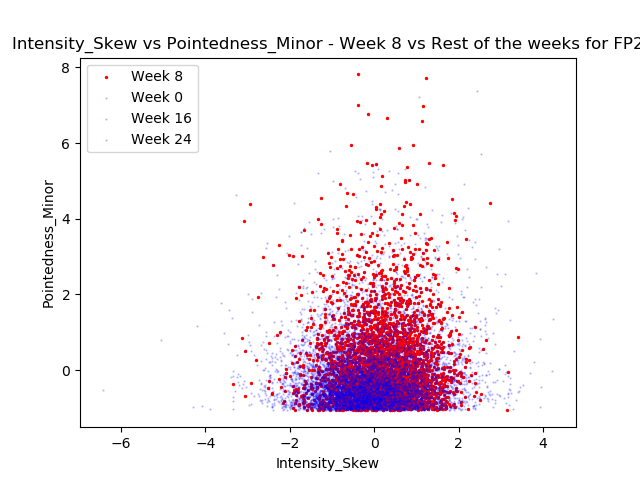 Intensity_Skew vs Pointedness_Minor - Week 8 vs Rest of the weeks for FP2
Week 8
Week 0
Week 16
Week 24
Pointedness_Minor
8
6
4
2
0
−6
−4
−2
0
2
4
Intensity_Skew